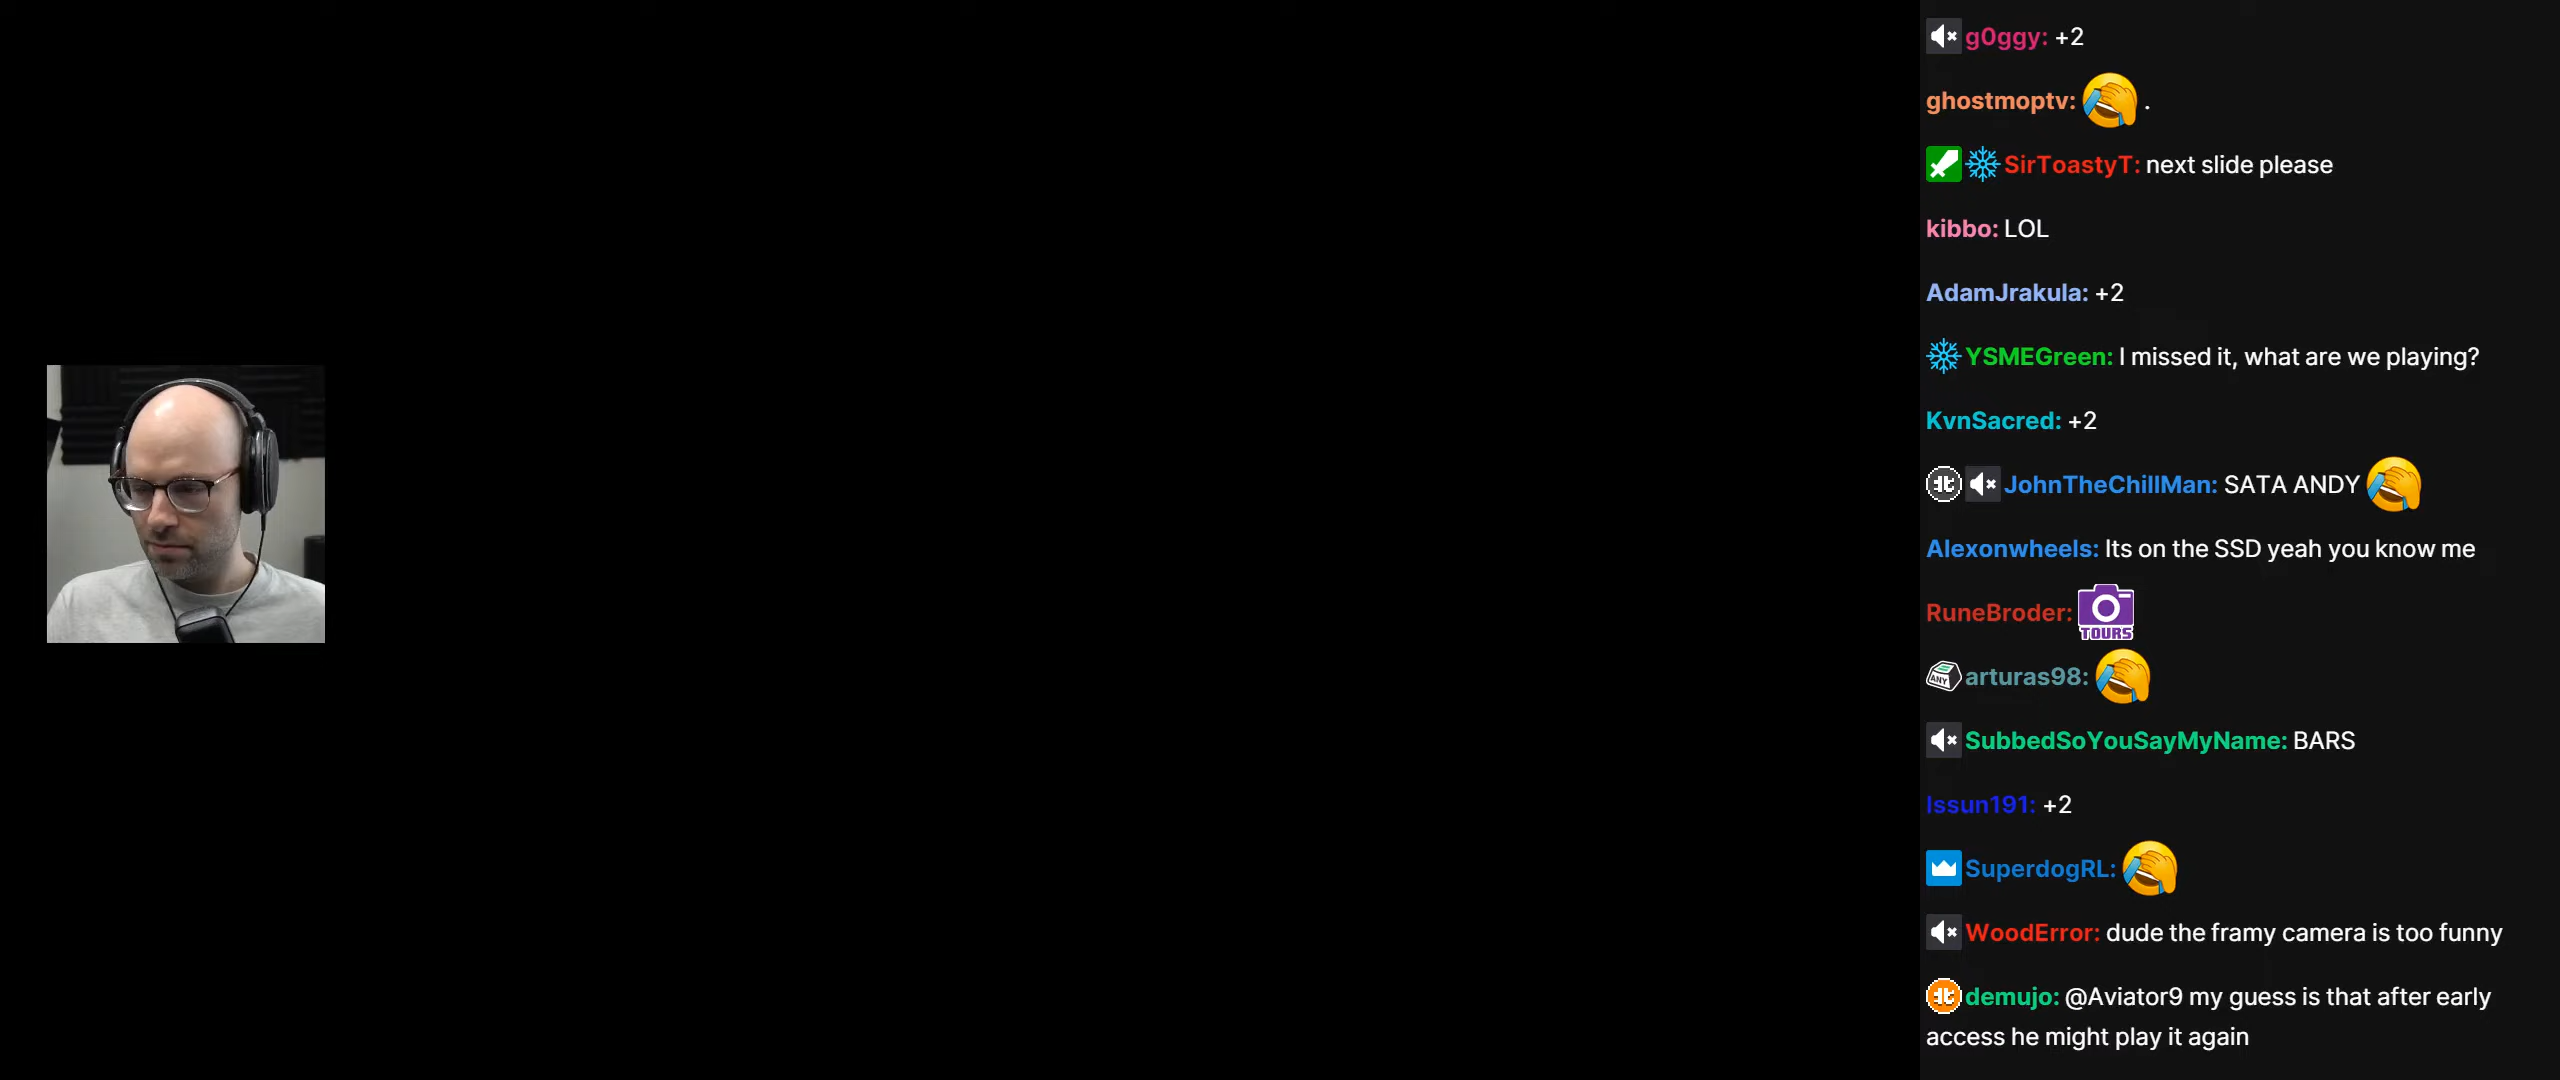 g0ggy: +2
ghostmoptv: .
SirToastyT: next slide please
kibbo: LOL
AdamJrakula: +2
YSMEGreen: I missed it, what are we playing?
KvnSacred: +2
JohnTheChillMan: SATA ANDY
Alexonwheels: Its on the SSD yeah you know me
RuneBroder:
TOURS
ANY
arturas98:
SubbedSoYouSayMyName: BARS
Issun191: +2
SuperdogRL:
WoodError: dude the framy camera is too funny
demujo: @Aviator9 my guess is that after early
access he might play it again